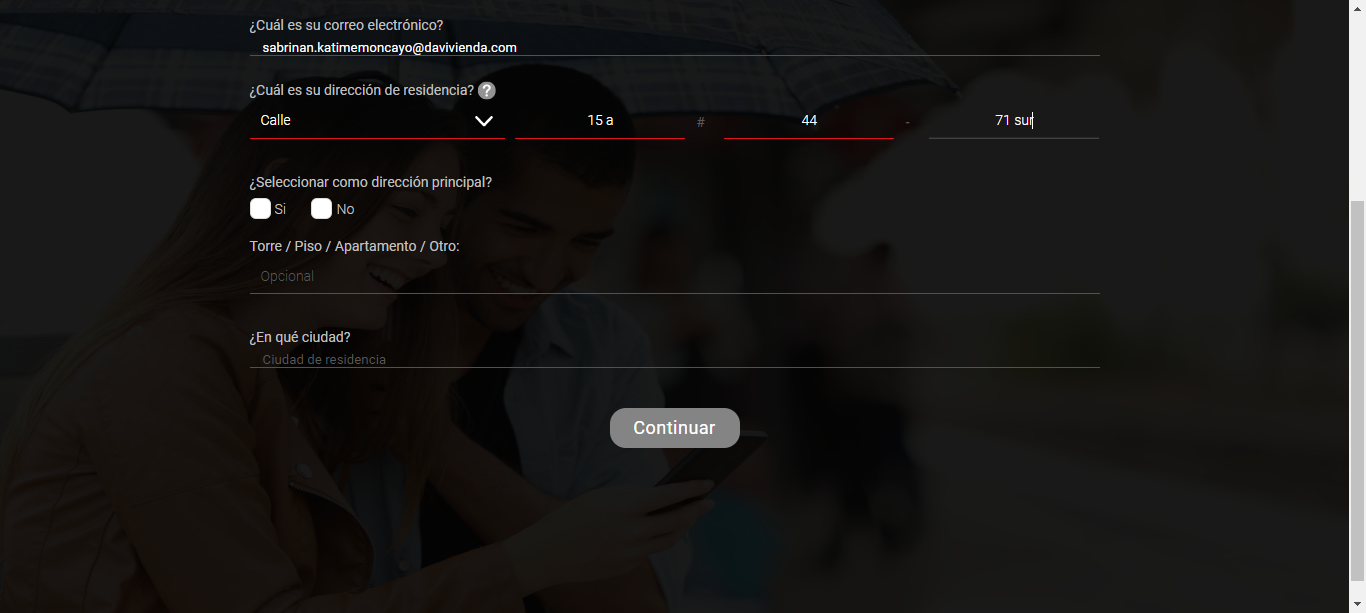 ¿Cuál es su correo electrónico?
sabrinan.katimemoncayo@davivienda.com
¿Cuál es su dirección de residencia? ?
Calle 15 a # 44 - 71 sur
¿Seleccionar como dirección principal?
Si No
Torre / Piso / Apartamento / Otro:
Opcional
¿En qué ciudad?
Ciudad de residencia
Continuar